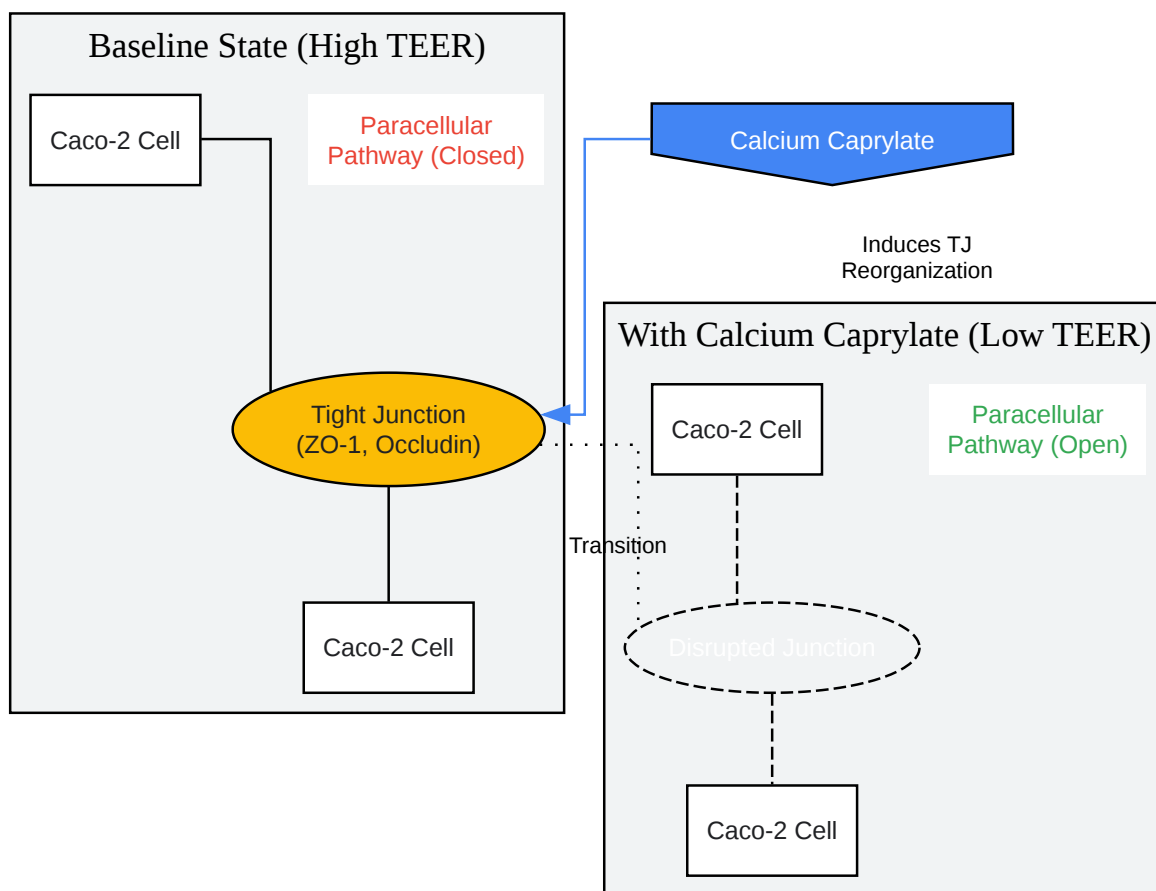 Baseline State (High TEER)
Caco-2 Cell
Paracellular
Pathway (Closed)
Calcium Caprylate
Induces TJ
Reorganization
Tight Junction
(ZO-1, Occludin)
Caco-2 Cell
Transition
With Calcium Caprylate (Low TEER)
Caco-2 Cell
Paracellular
Pathway (Open)
Disrupted Junction
Caco-2 Cell